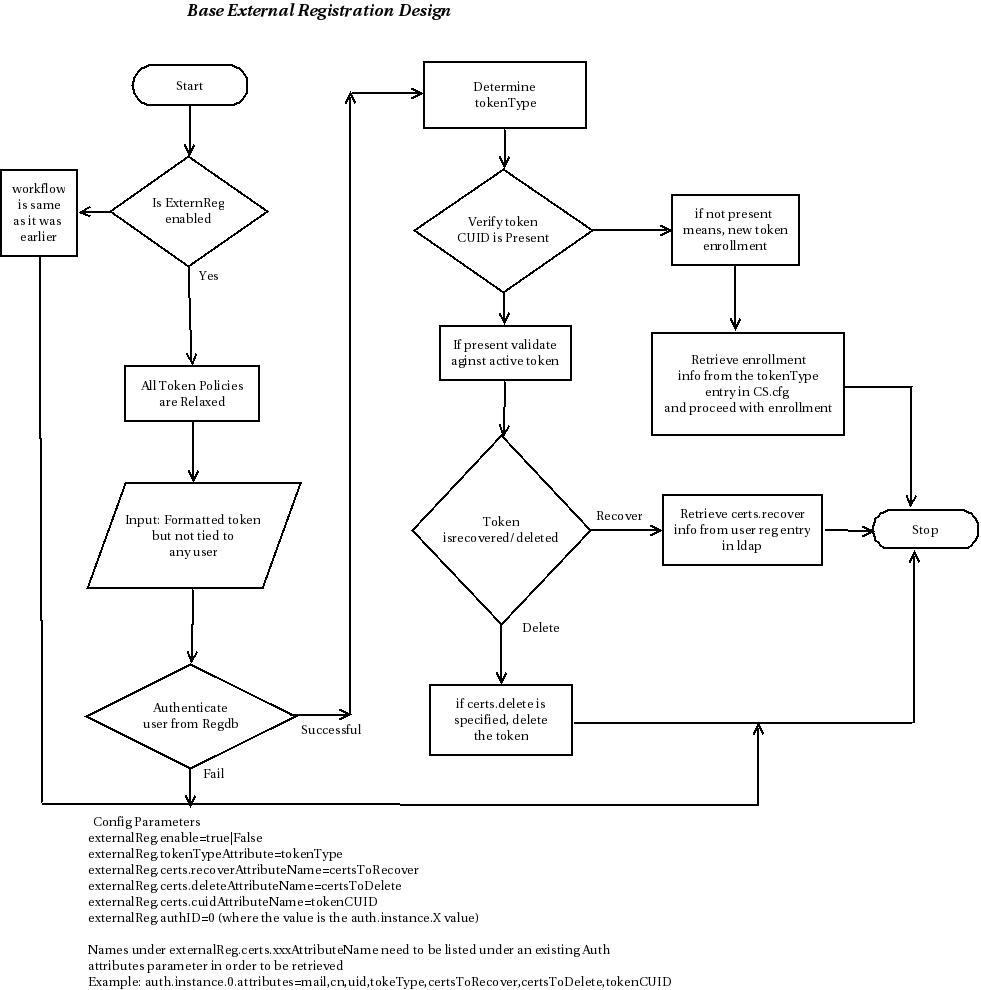 Base External Registration Design
Start
Is ExternReg
enabled
workflow
is same
as it was
earlier
Yes
All Token Policies
are Relaxed
Input: Formatted token
but not tied to
any user
Authenticate
user from Regdb
Successful
Fail
Determine
tokenType
Verify token
CUID is Present
if not present
means, new token
enrollment
If present validate
aginst active token
Retrieve enrollment
info from the tokenType
entry in CS.cfg
and proceed with enrollment
Token
isrecovered/deleted
Recover
Retrieve certs.recover
info from user reg entry
in ldap
Stop
Delete
if certs.delete is
specified, delete
the token
Config Parameters
externalReg.enable=true|False
externalReg.tokenTypeAttribute=tokenType
externalReg.certs.recoverAttributeName=certsToRecover
externalReg.certs.deleteAttributeName=certsToDelete
externalReg.certs.cuidAttributeName=tokenCUID
externalReg.authID=0 (where the value is the auth.instance.X value)
Names under externalReg.certs.xxxAttributeName need to be listed under an existing Auth
attributes parameter in order to be retrieved
Example: auth.instance.0.attributes=mail,cn,uid,tokeType,certsToRecover,certsToDelete,tokenCUID